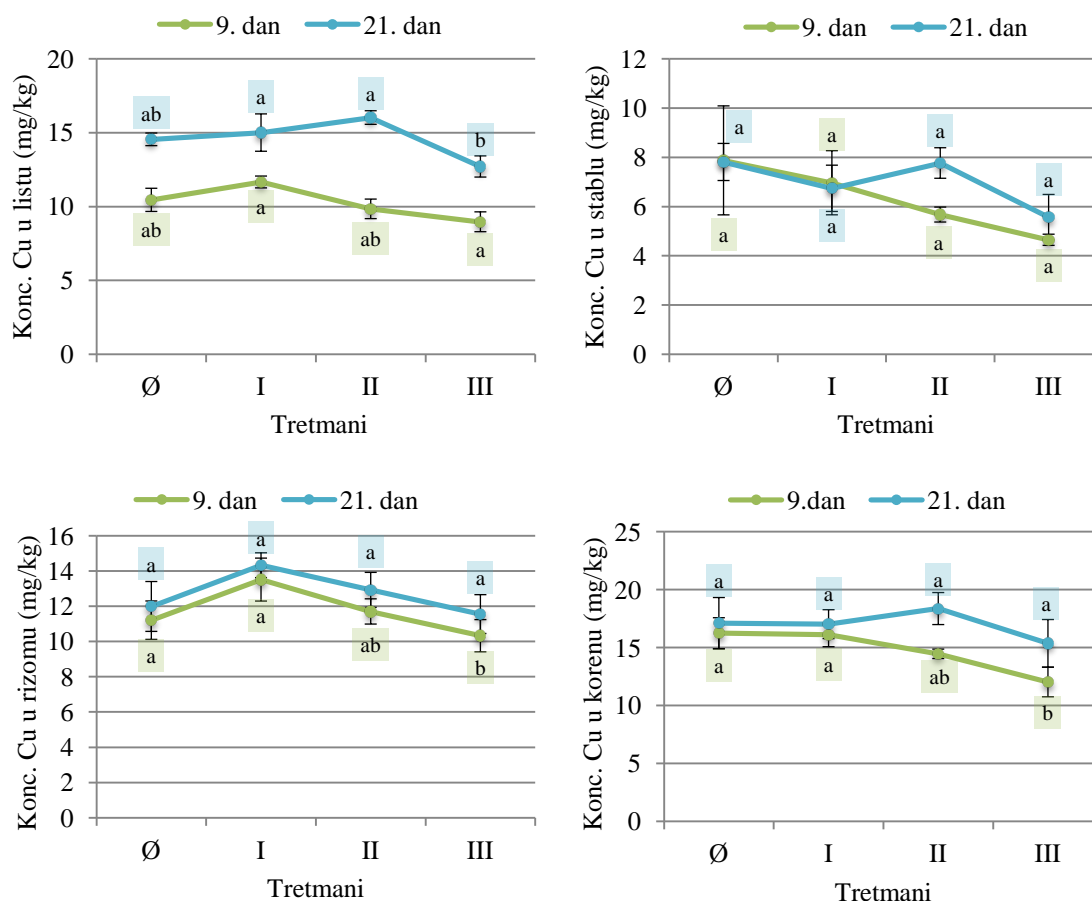 9. dan 21. dan
Konc. Cu u listu (mg/kg)
20
15
10
5
0
ab
a
a
b
ab
a
ab
a
Ø I II III
Tretmani
9. dan 21. dan
Konc. Cu u stablu (mg/kg)
12
10
8
6
4
2
0
a
a
a
a
a
a
a
a
Ø I II III
Tretmani
9. dan 21. dan
Konc. Cu u rizomu (mg/kg)
16
14
12
10
8
6
4
2
0
a
a
a
a
a
a
ab
b
Ø I II III
Tretmani
9.dan 21. dan
Konc. Cu u korenu (mg/kg)
25
20
15
10
5
0
a
a
a
a
a
a
ab
b
Ø I II III
Tretmani